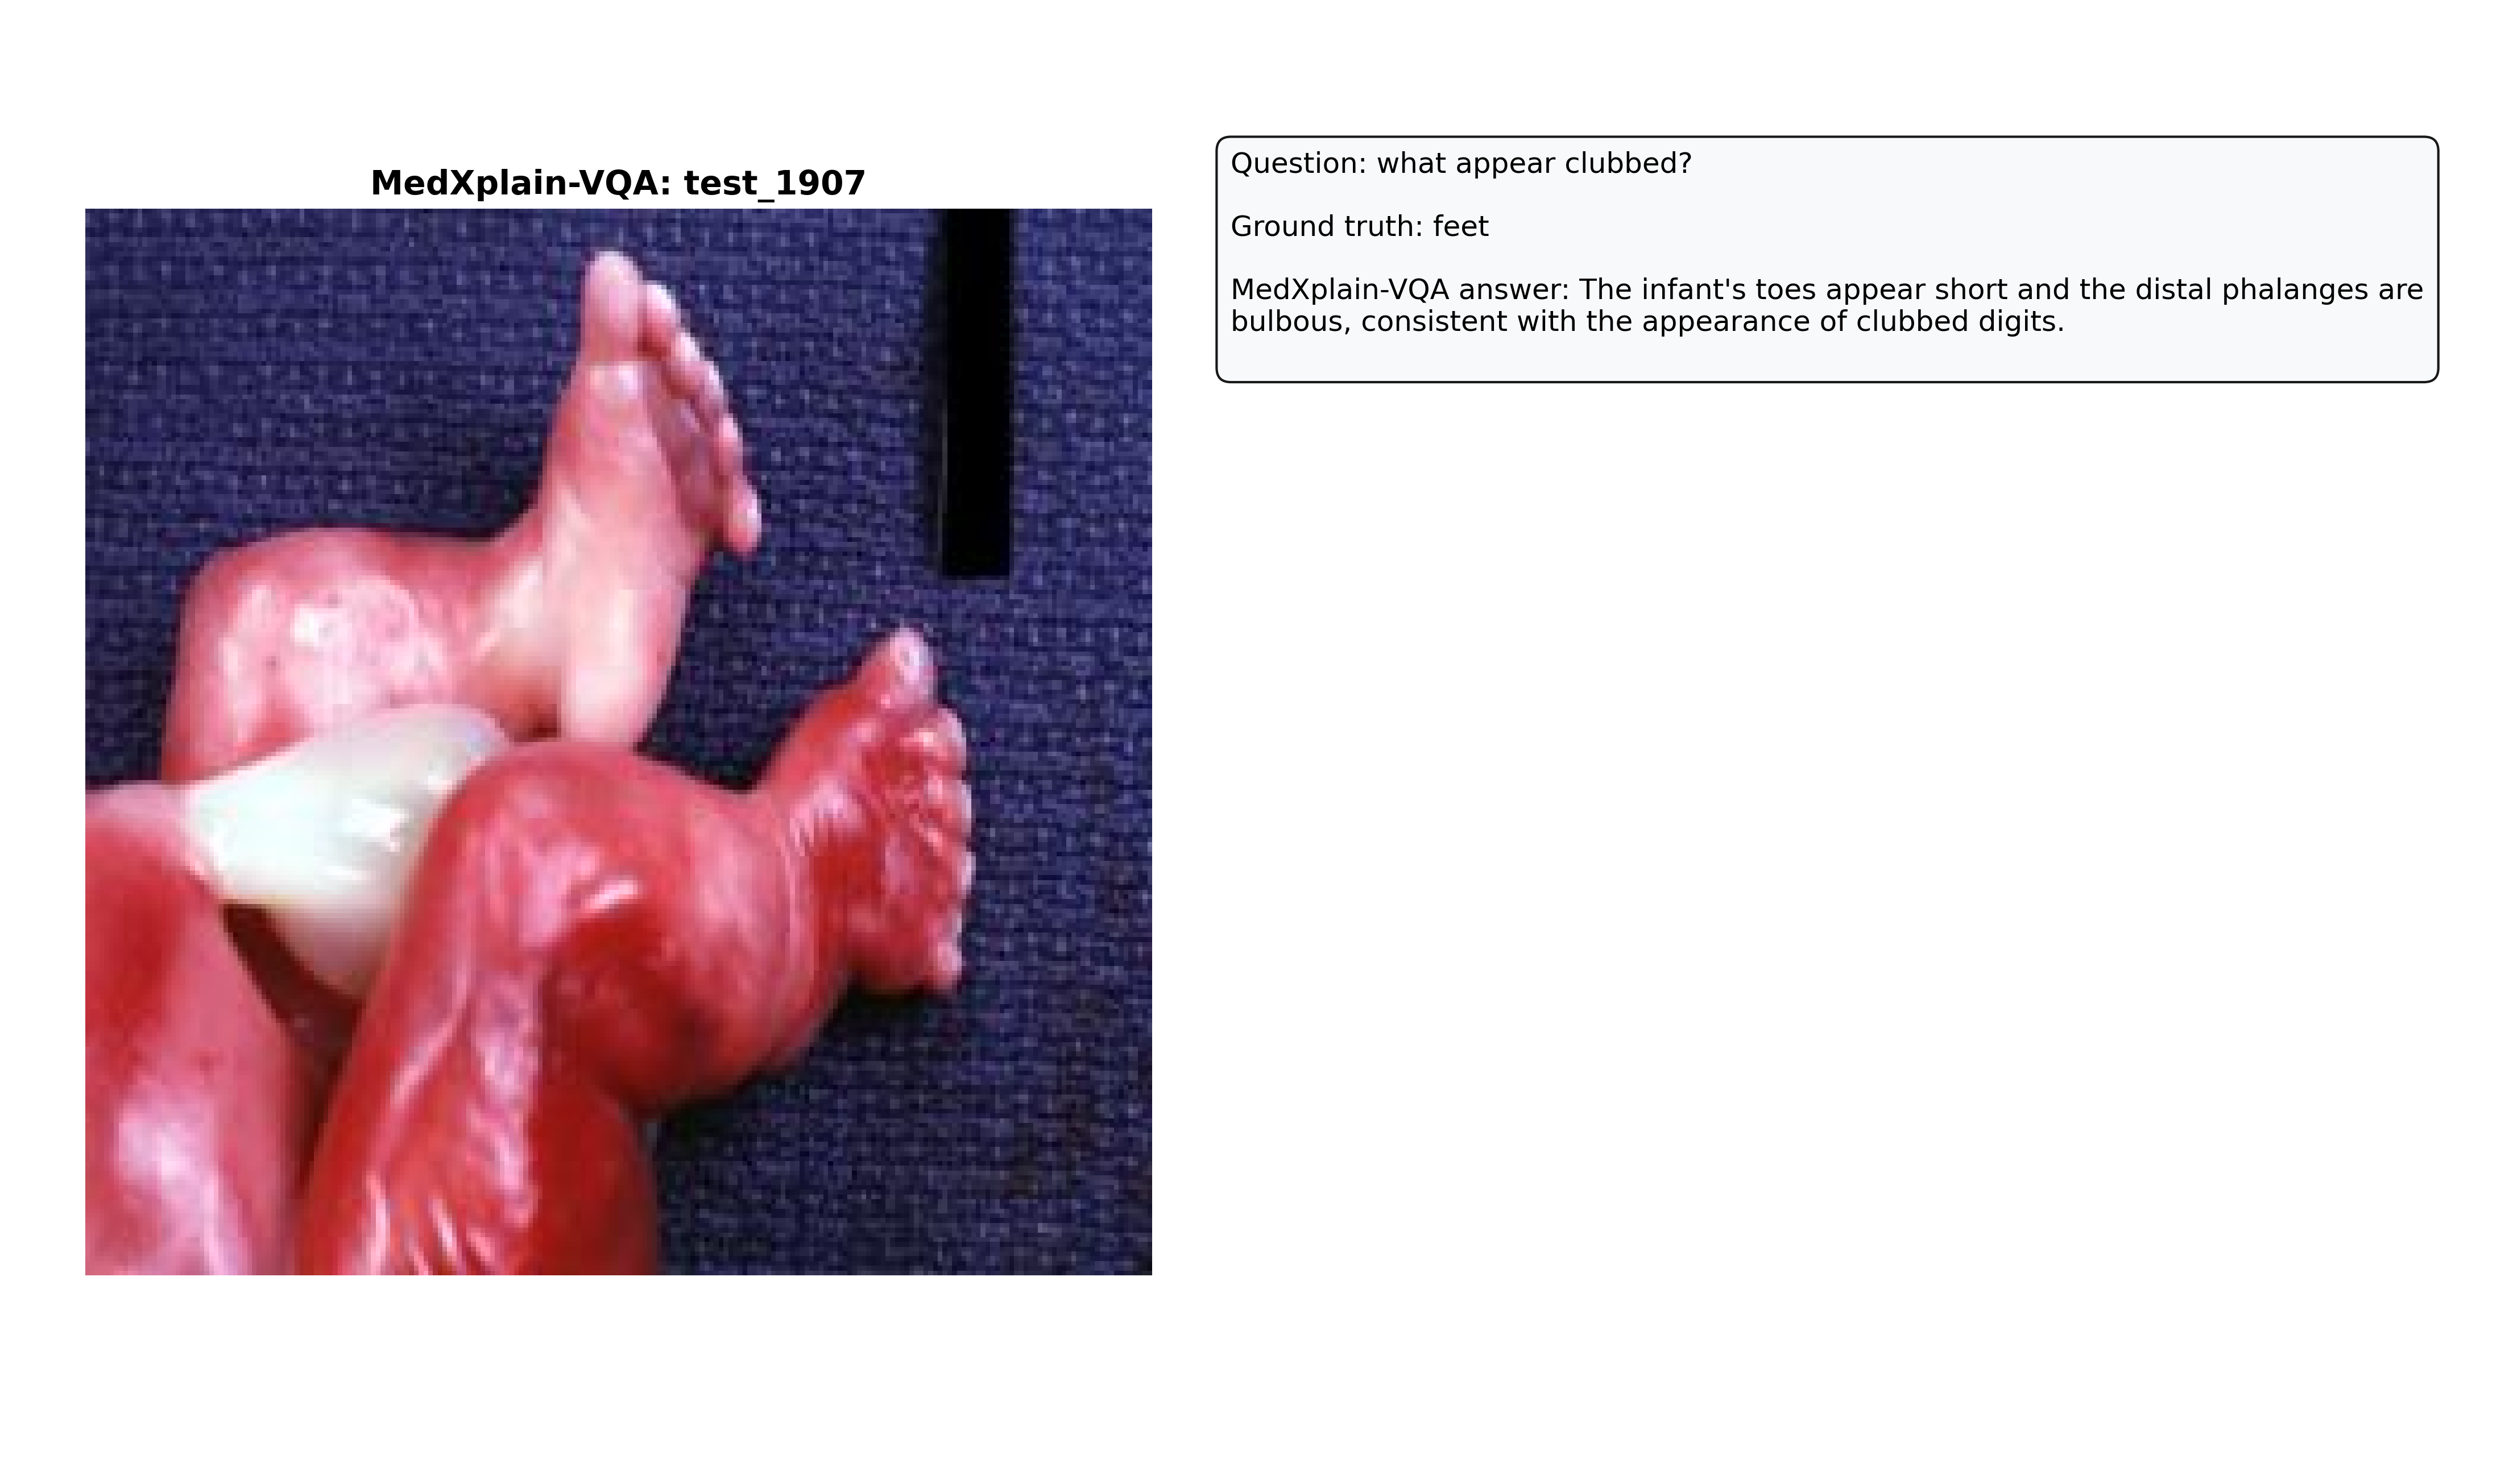 MedXplain-VQA: test_1907
Question: what appear clubbed?
Ground truth: feet
MedXplain-VQA answer: The infant's toes appear short and the distal phalanges are
bulbous, consistent with the appearance of clubbed digits.